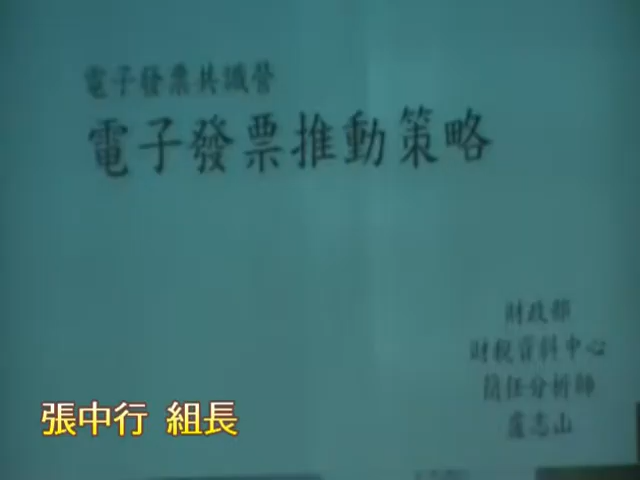 電子發票共識營
電子發票推動策略
財政部
財稅資料中心
簡任分析師
盧志山
張中行 組長